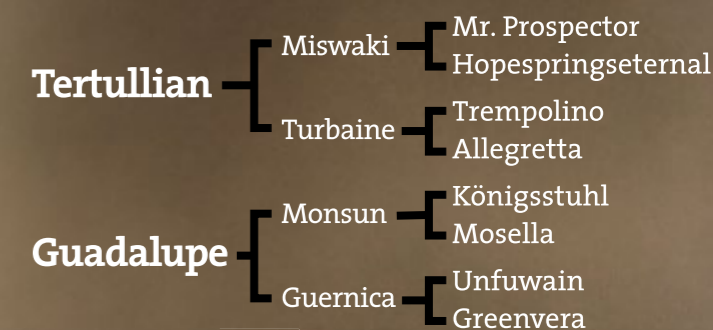 Mr. Prospector
Miswaki
Hopespringseternal
Tertullian
Trempolino
Turbaine
Allegretta
Königsstuhl
Monsun
Mosella
Guadalupe
Unfuwain
Guernica
Greenvera